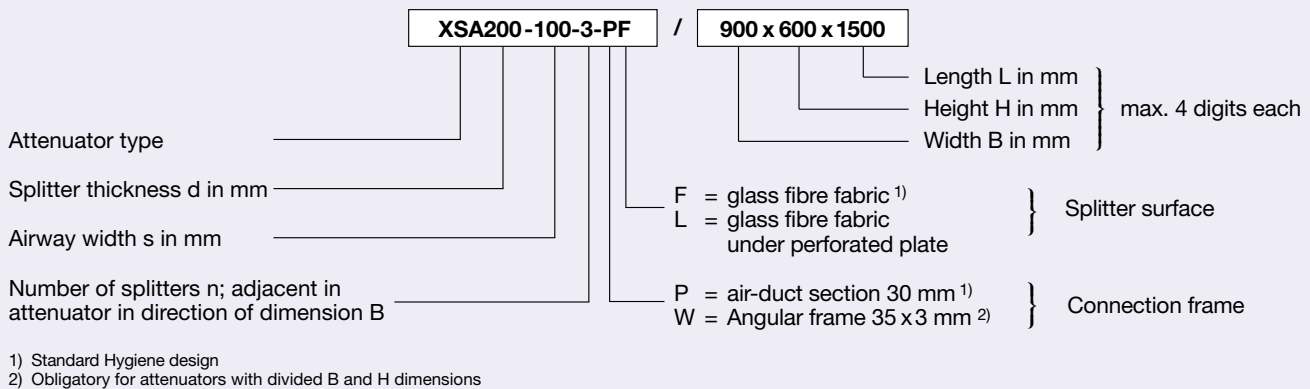 XSA200-100-3-PF / 900 x 600 x 1500
Length L in mm
Height H in mm
Width B in mm
max. 4 digits each
Attenuator type
Splitter thickness d in mm
Airway width s in mm
Number of splitters n; adjacent in
attenuator in direction of dimension B
F = glass fibre fabric 1)
L = glass fibre fabric
under perforated plate
Splitter surface
P = air-duct section 30 mm 1)
W = Angular frame 35 x 3 mm 2)
Connection frame
1) Standard Hygiene design
2) Obligatory for attenuators with divided B and H dimensions